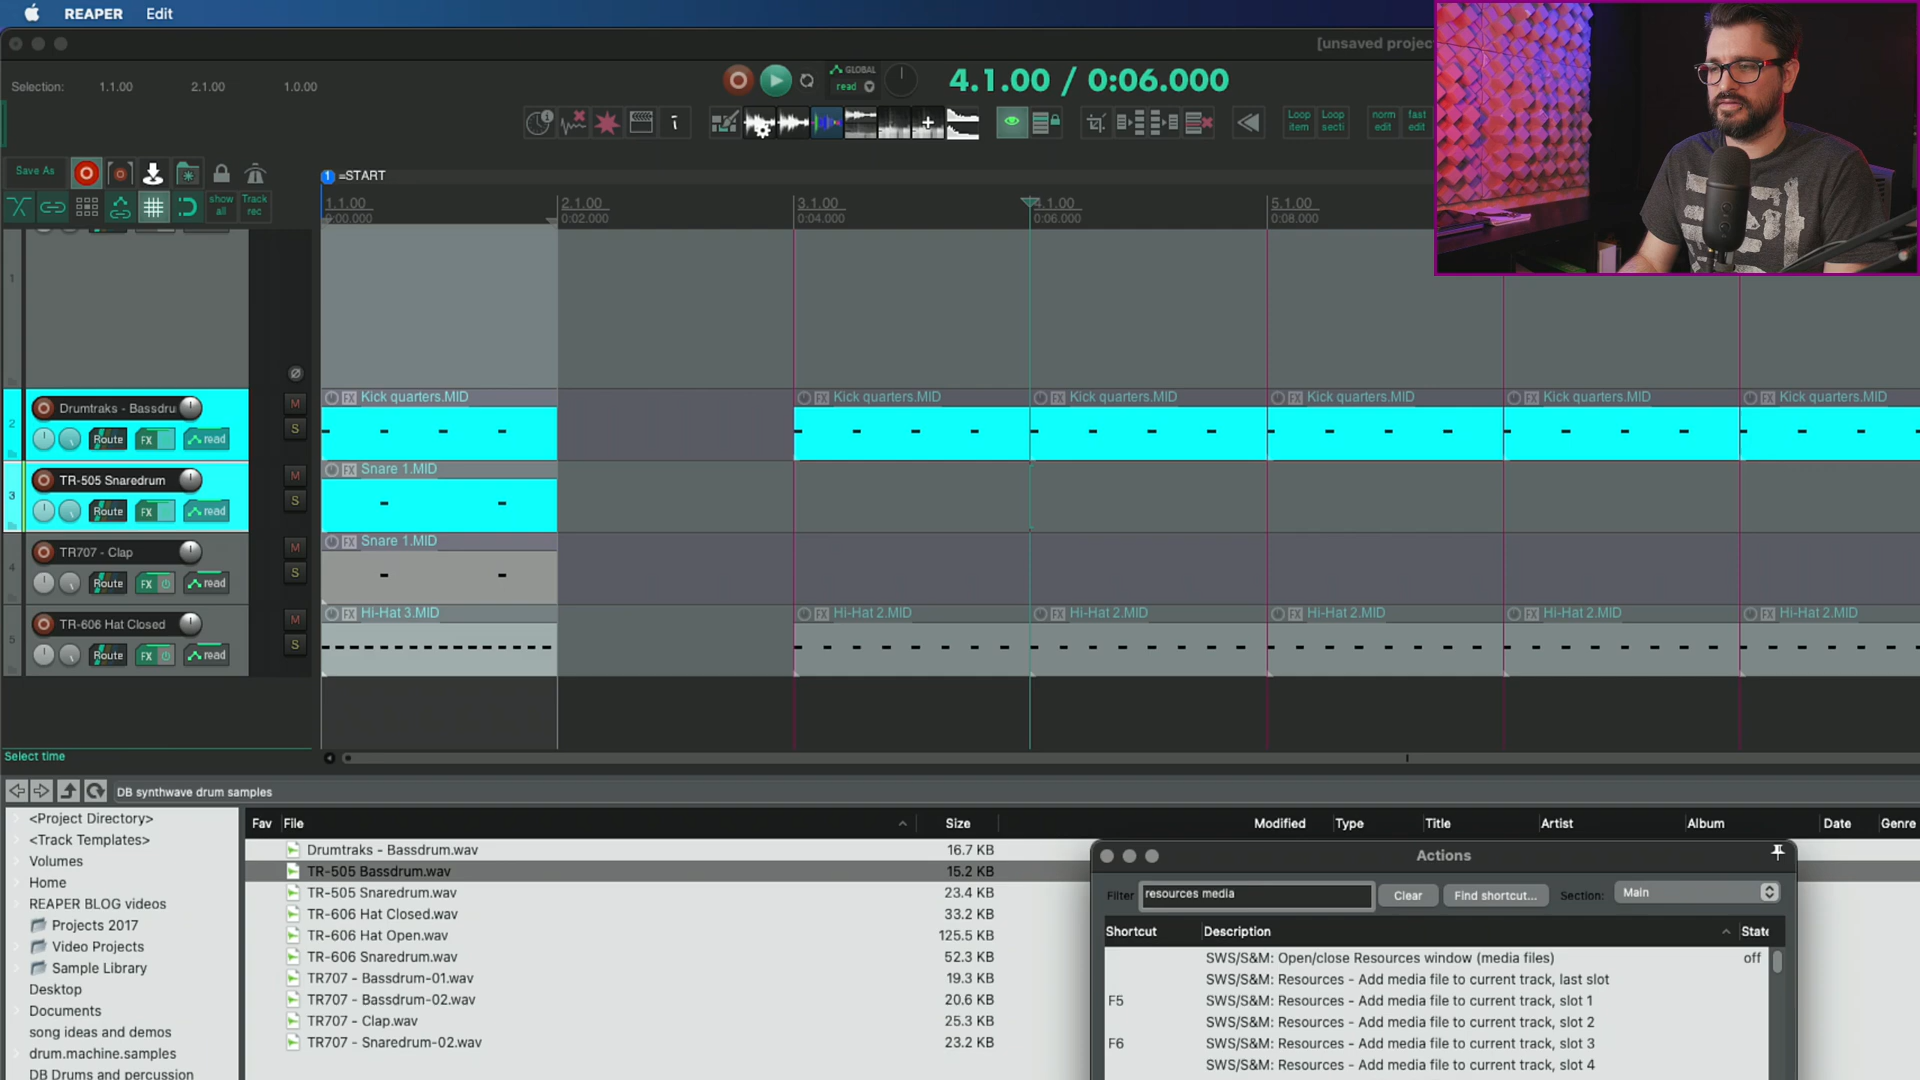 REAPER Edit
[unsaved projec
Selection: 1.1.00 2.1.00 1.0.00
GLOBAL
read
4.1.00 / 0:06.000
Loop item
Loop secti
norm edit
fast edit
Save As
show all
Track rec
1 =START
1.1.00 2.1.00 3.1.00 4.1.00 5.1.00
0:00.000 0:02.000 0:04.000 0:06.000 0:08.000
1
Kick quarters.MID Kick quarters.MID Kick quarters.MID Kick quarters.MID Kick quarters.MID Kick quarters.MID
2 Drumtraks - Bassdru M
Route FX read S
Snare 1.MID
3 TR-505 Snaredrum M
Route FX read S
Snare 1.MID
4 TR707 - Clap M
Route FX read S
Hi-Hat 3.MID Hi-Hat 2.MID Hi-Hat 2.MID Hi-Hat 2.MID Hi-Hat 2.MID Hi-Hat 2.MID
5 TR-606 Hat Closed M
Route FX read S
Select time
DB synthwave drum samples
<Project Directory>
<Track Templates>
Volumes
Home
REAPER BLOG videos
Projects 2017
Video Projects
Sample Library
Desktop
Documents
song ideas and demos
drum.machine.samples
DB Drums and percussion
Fav File Size Modified Type Title Artist Album Date Genre
Drumtraks - Bassdrum.wav 16.7 KB
TR-505 Bassdrum.wav 15.2 KB
TR-505 Snaredrum.wav 23.4 KB
TR-606 Hat Closed.wav 33.2 KB
TR-606 Hat Open.wav 125.5 KB
TR-606 Snaredrum.wav 52.3 KB
TR707 - Bassdrum-01.wav 19.3 KB
TR707 - Bassdrum-02.wav 20.6 KB
TR707 - Clap.wav 25.3 KB
TR707 - Snaredrum-02.wav 23.2 KB
Actions
Filter resources media Clear Find shortcut... Section: Main
Shortcut Description State
SWS/S&M: Open/close Resources window (media files) off
SWS/S&M: Resources - Add media file to current track, last slot
F5 SWS/S&M: Resources - Add media file to current track, slot 1
SWS/S&M: Resources - Add media file to current track, slot 2
F6 SWS/S&M: Resources - Add media file to current track, slot 3
SWS/S&M: Resources - Add media file to current track, slot 4